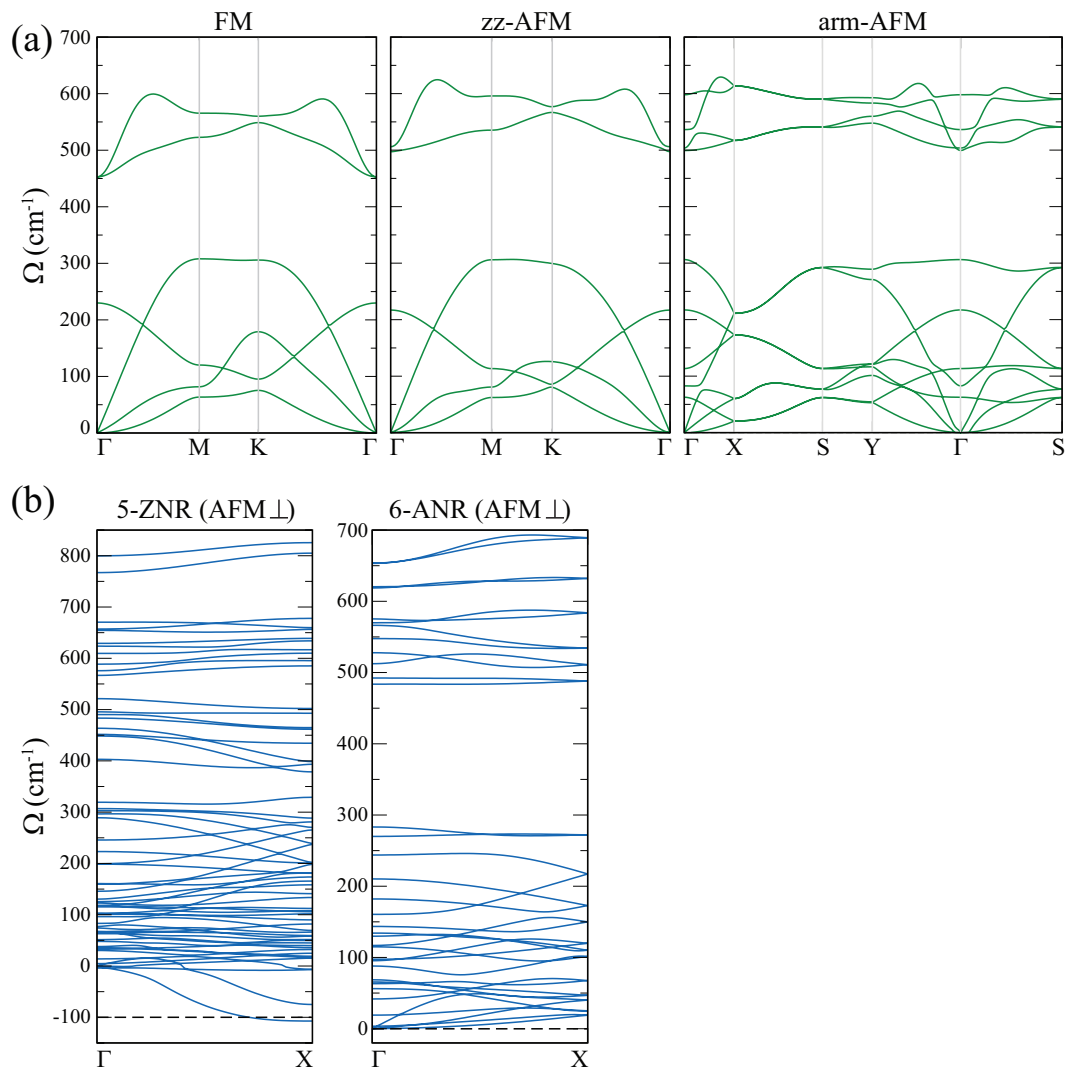 (a)
FM zz-AFM arm-AFM
700
600
500
400
300
200
100
0
Ω (cm⁻¹)
Γ M K Γ Γ M K Γ Γ X S Y Γ S
(b)
5-ZNR (AFM⊥) 6-ANR (AFM⊥)
800
700
600
500
400
300
200
100
0
-100
Ω (cm⁻¹)
Γ X
700
600
500
400
300
200
100
0
Γ X